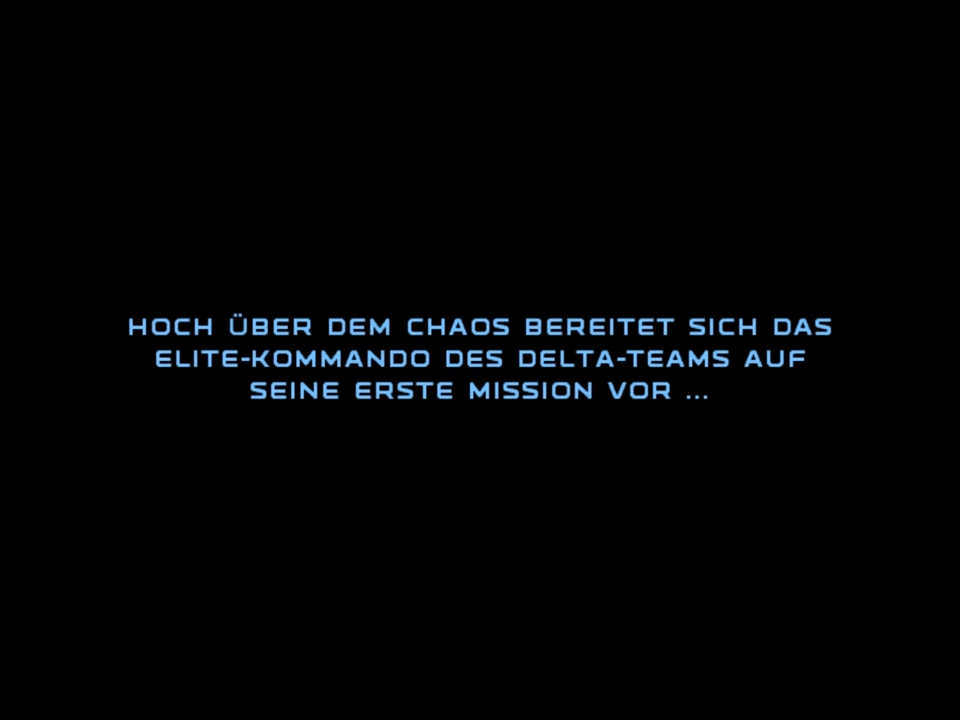 HOCH ÜBER DEM CHAOS BEREITET SICH DAS
ELITE-KOMMANDO DES DELTA-TEAMS AUF
SEINE ERSTE MISSION VOR ...